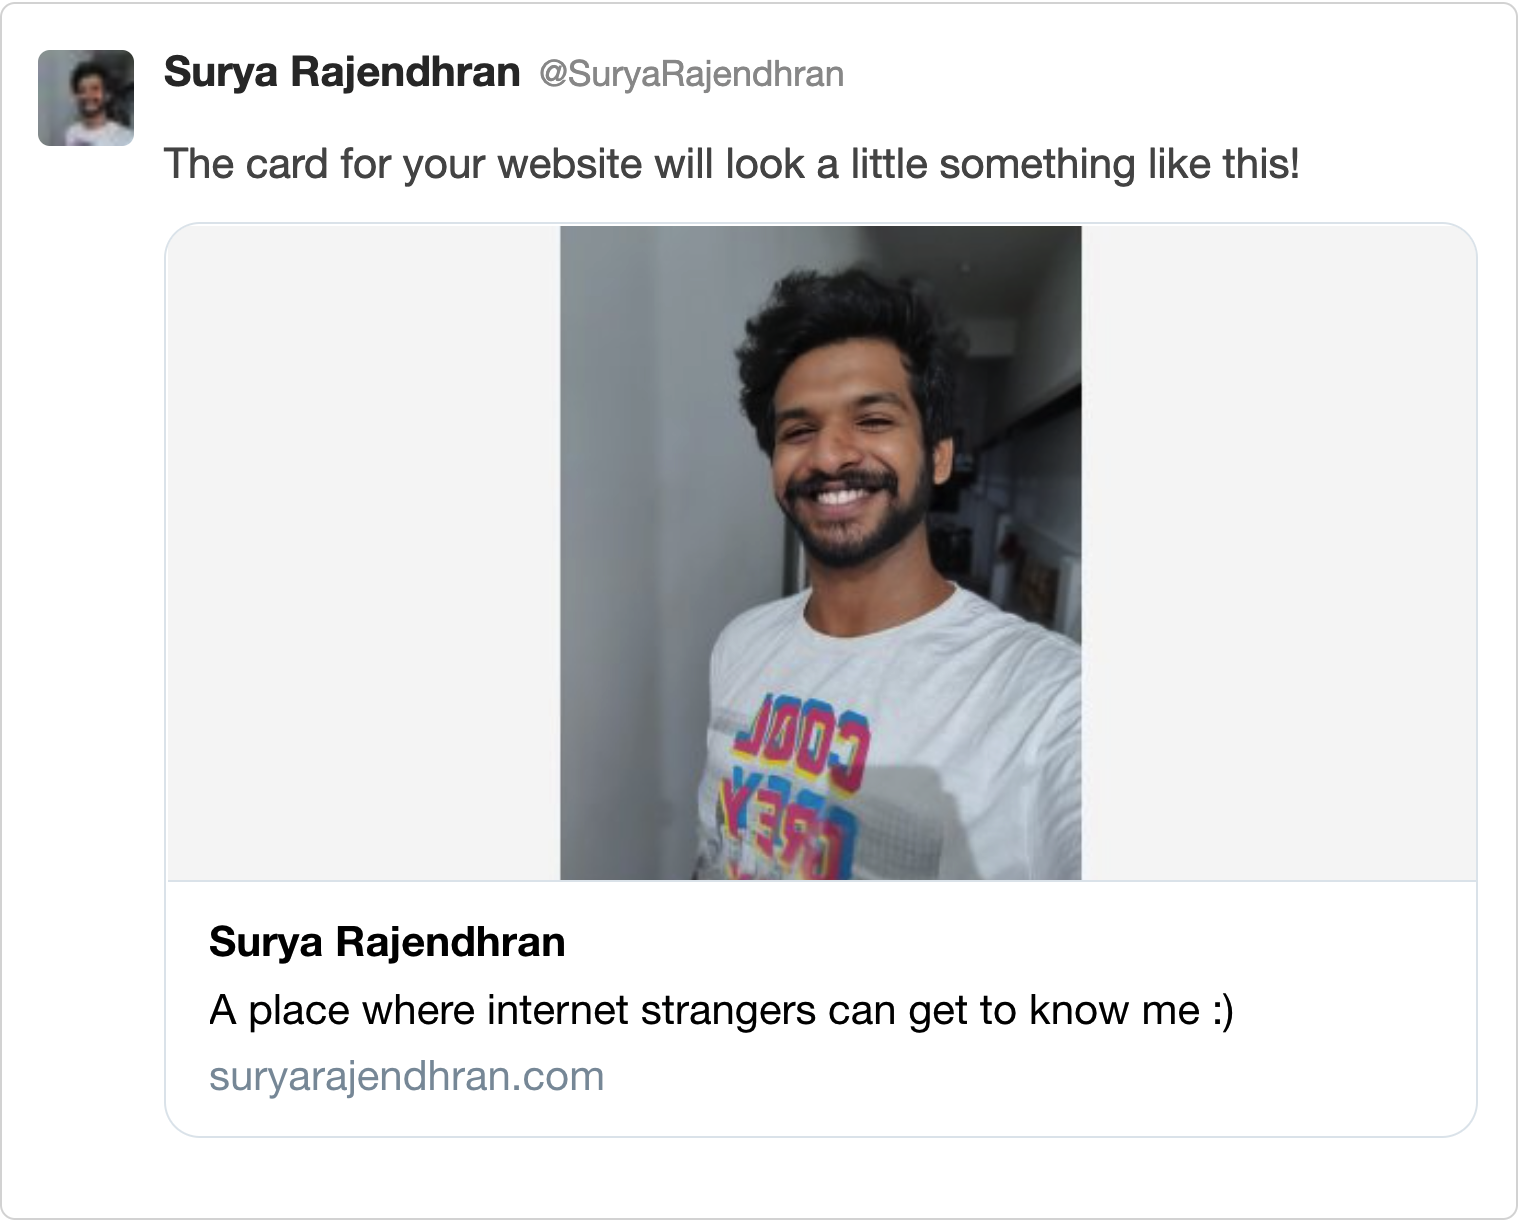 Surya Rajendhran @SuryaRajendhran
The card for your website will look a little something like this!
COOL
Surya Rajendhran
A place where internet strangers can get to know me :)
suryarajendhran.com